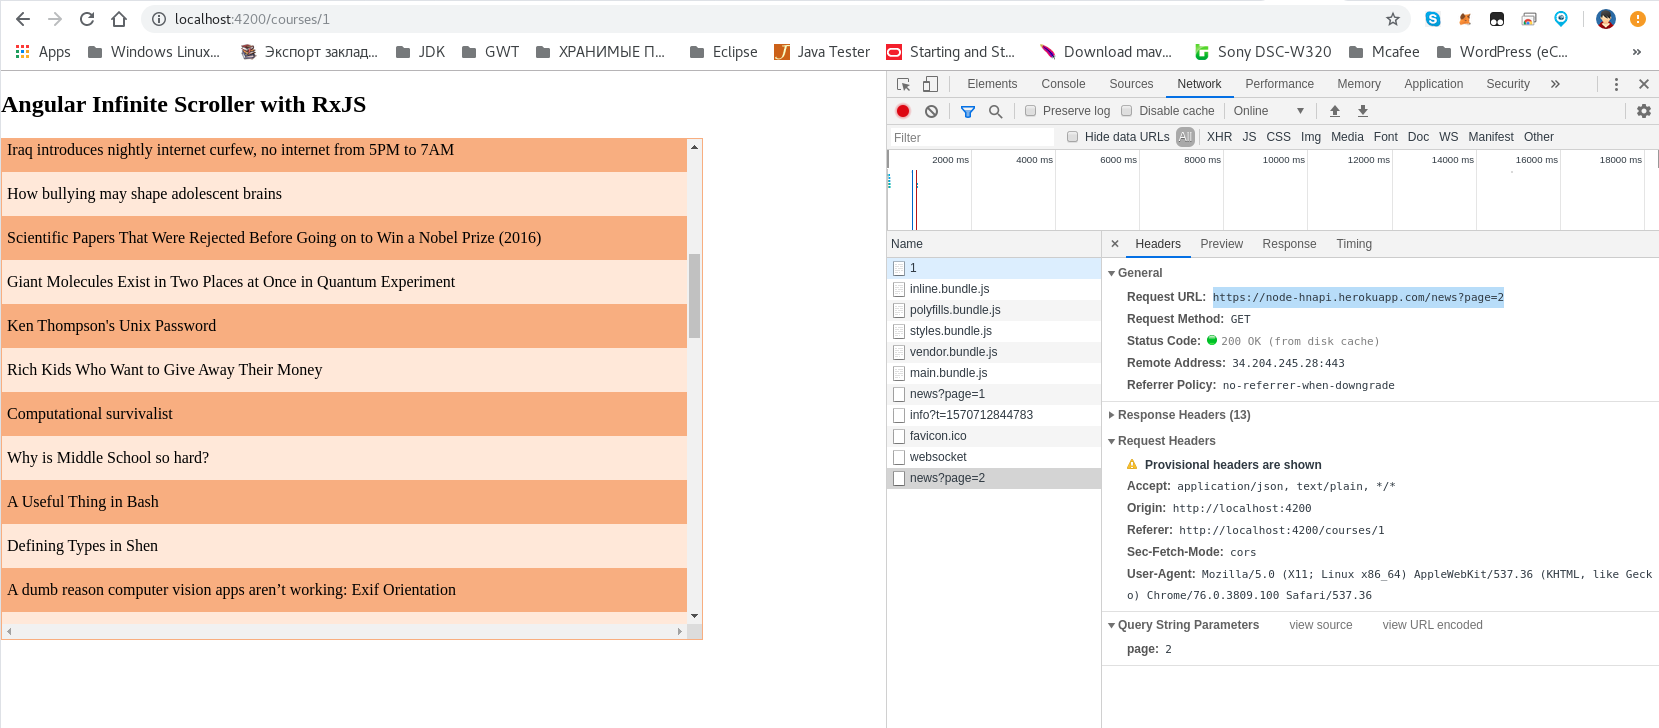 localhost:4200/courses/1
Apps
Windows Linux...
Экспорт заклад...
JDK
GWT
ХРАНИМЫЕ П...
Eclipse
Java Tester
Starting and St...
Download mav...
Sony DSC-W320
Mcafee
WordPress (eC...
»
Angular Infinite Scroller with RxJS
Iraq introduces nightly internet curfew, no internet from 5PM to 7AM
How bullying may shape adolescent brains
Scientific Papers That Were Rejected Before Going on to Win a Nobel Prize (2016)
Giant Molecules Exist in Two Places at Once in Quantum Experiment
Ken Thompson's Unix Password
Rich Kids Who Want to Give Away Their Money
Computational survivalist
Why is Middle School so hard?
A Useful Thing in Bash
Defining Types in Shen
A dumb reason computer vision apps aren’t working: Exif Orientation
Elements Console Sources Network Performance Memory Application Security »
Preserve log Disable cache Online
Filter Hide data URLs All XHR JS CSS Img Media Font Doc WS Manifest Other
2000 ms 4000 ms 6000 ms 8000 ms 10000 ms 12000 ms 14000 ms 16000 ms 18000 ms
Name
1
inline.bundle.js
polyfills.bundle.js
styles.bundle.js
vendor.bundle.js
main.bundle.js
news?page=1
info?t=1570712844783
favicon.ico
websocket
news?page=2
Headers Preview Response Timing
General
Request URL: https://node-hnapi.herokuapp.com/news?page=2
Request Method: GET
Status Code: 200 OK (from disk cache)
Remote Address: 34.204.245.28:443
Referrer Policy: no-referrer-when-downgrade
Response Headers (13)
Request Headers
Provisional headers are shown
Accept: application/json, text/plain, */*
Origin: http://localhost:4200
Referer: http://localhost:4200/courses/1
Sec-Fetch-Mode: cors
User-Agent: Mozilla/5.0 (X11; Linux x86_64) AppleWebKit/537.36 (KHTML, like Geck
o) Chrome/76.0.3809.100 Safari/537.36
Query String Parameters view source view URL encoded
page: 2